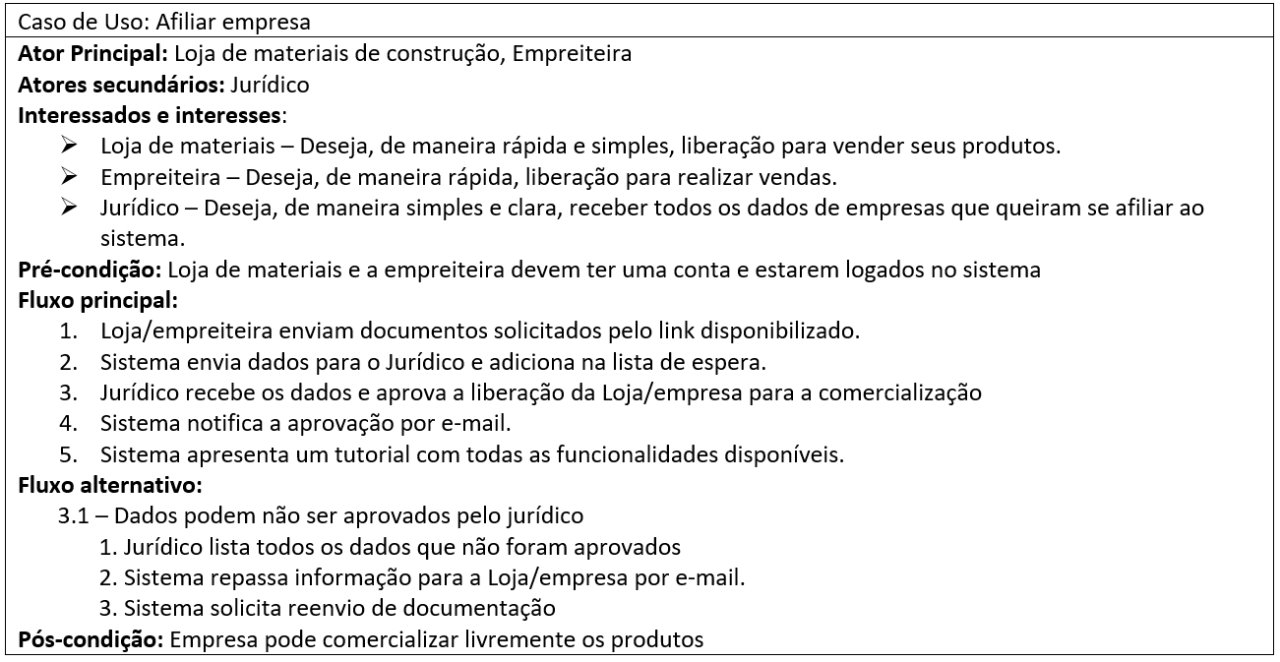 Caso de Uso: Afiliar empresa
Ator Principal: Loja de materiais de construção, Empreiteira
Atores secundários: Jurídico
Interessados e interesses:
➢ Loja de materiais – Deseja, de maneira rápida e simples, liberação para vender seus produtos.
➢ Empreiteira – Deseja, de maneira rápida, liberação para realizar vendas.
➢ Jurídico – Deseja, de maneira simples e clara, receber todos os dados de empresas que queiram se afiliar ao
sistema.
Pré-condição: Loja de materiais e a empreiteira devem ter uma conta e estarem logados no sistema
Fluxo principal:
1. Loja/empreiteira enviam documentos solicitados pelo link disponibilizado.
2. Sistema envia dados para o Jurídico e adiciona na lista de espera.
3. Jurídico recebe os dados e aprova a liberação da Loja/empresa para a comercialização
4. Sistema notifica a aprovação por e-mail.
5. Sistema apresenta um tutorial com todas as funcionalidades disponíveis.
Fluxo alternativo:
3.1 – Dados podem não ser aprovados pelo jurídico
1. Jurídico lista todos os dados que não foram aprovados
2. Sistema repassa informação para a Loja/empresa por e-mail.
3. Sistema solicita reenvio de documentação
Pós-condição: Empresa pode comercializar livremente os produtos